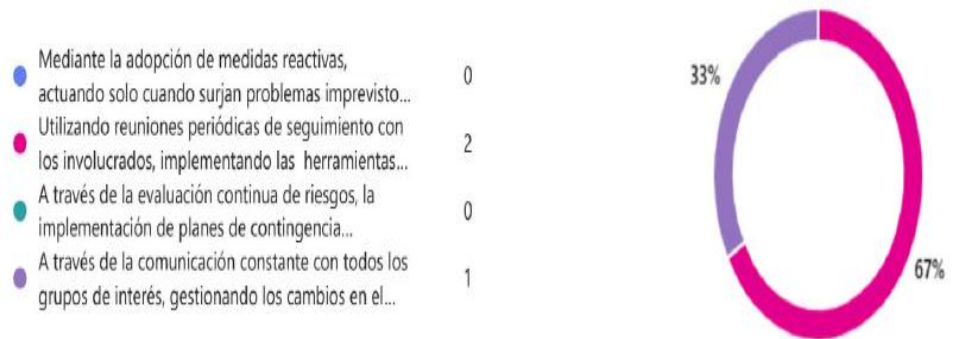 Mediante la adopción de medidas reactivas,
actuando solo cuando surjan problemas imprevisto...
0
Utilizando reuniones periódicas de seguimiento con
los involucrados, implementando las herramientas...
2
A través de la evaluación continua de riesgos, la
implementación de planes de contingencia...
0
A través de la comunicación constante con todos los
grupos de interés, gestionando los cambios en el...
1
33%
67%